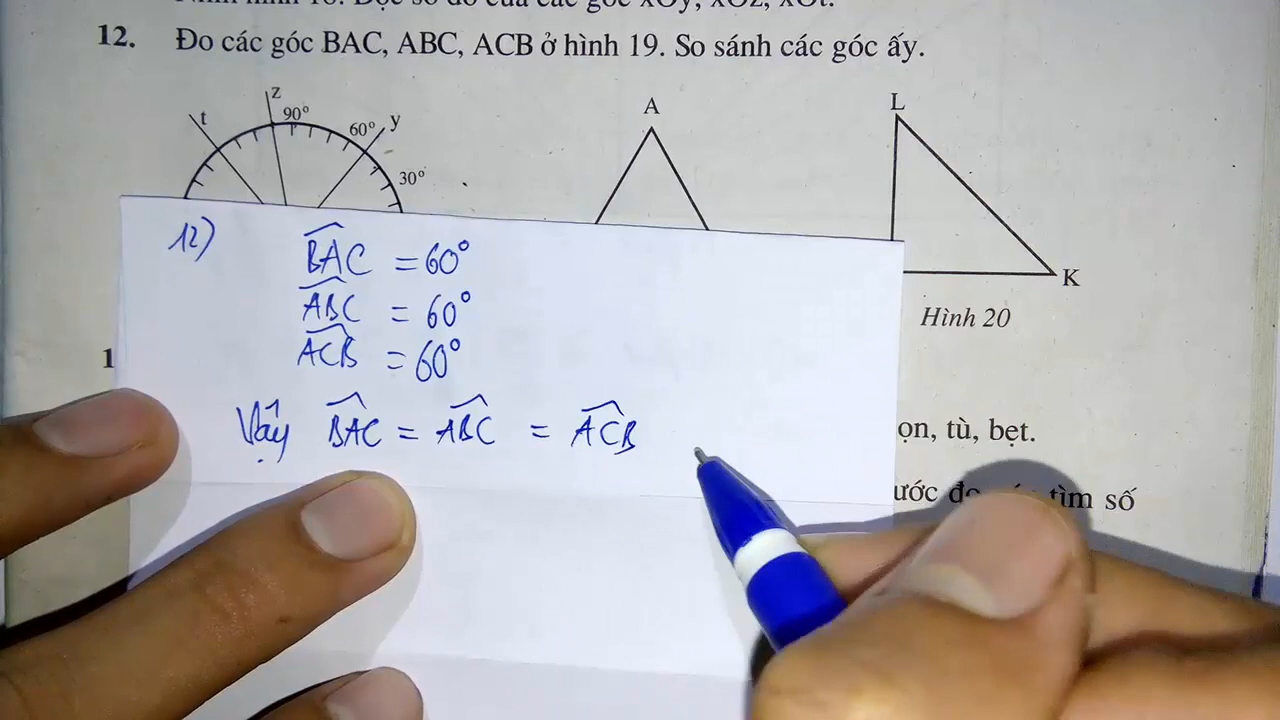 12. Đo các góc BAC, ABC, ACB ở hình 19. So sánh các góc ấy.
t
z
90°
60°
y
30°
A
L
K
Hình 20
12)
BAC = 60°
ABC = 60°
ACB = 60°
Vậy BAC = ABC = ACB
1
ọn, tù, bẹt.
tìm số